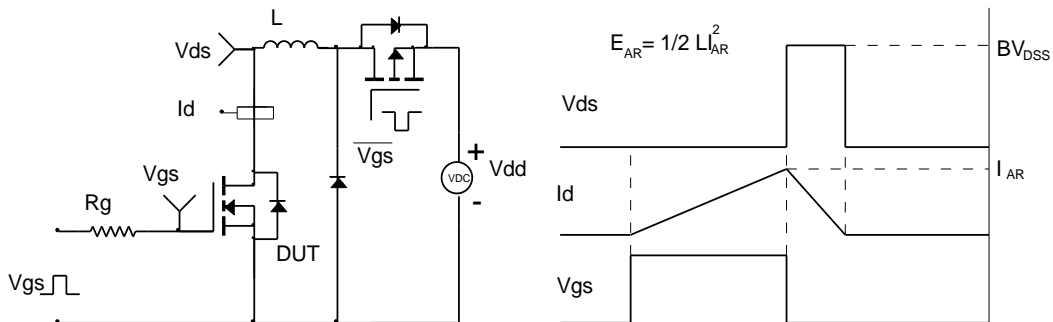 L
Vds
Id
Vgs
Vgs
+
Vdd
VDC
-
Rg
DUT
Vgs
E_AR = 1/2 LI_AR^2
BV_DSS
Vds
I_AR
Id
Vgs